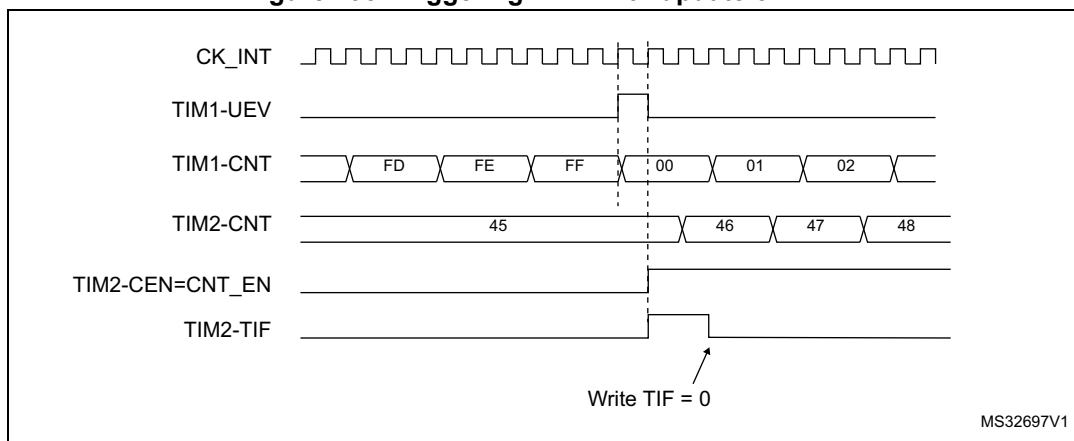 CK_INT
TIM1-UEV
TIM1-CNT FD FE FF 00 01 02
TIM2-CNT 45 46 47 48
TIM2-CEN=CNT_EN
TIM2-TIF
Write TIF = 0
MS32697V1